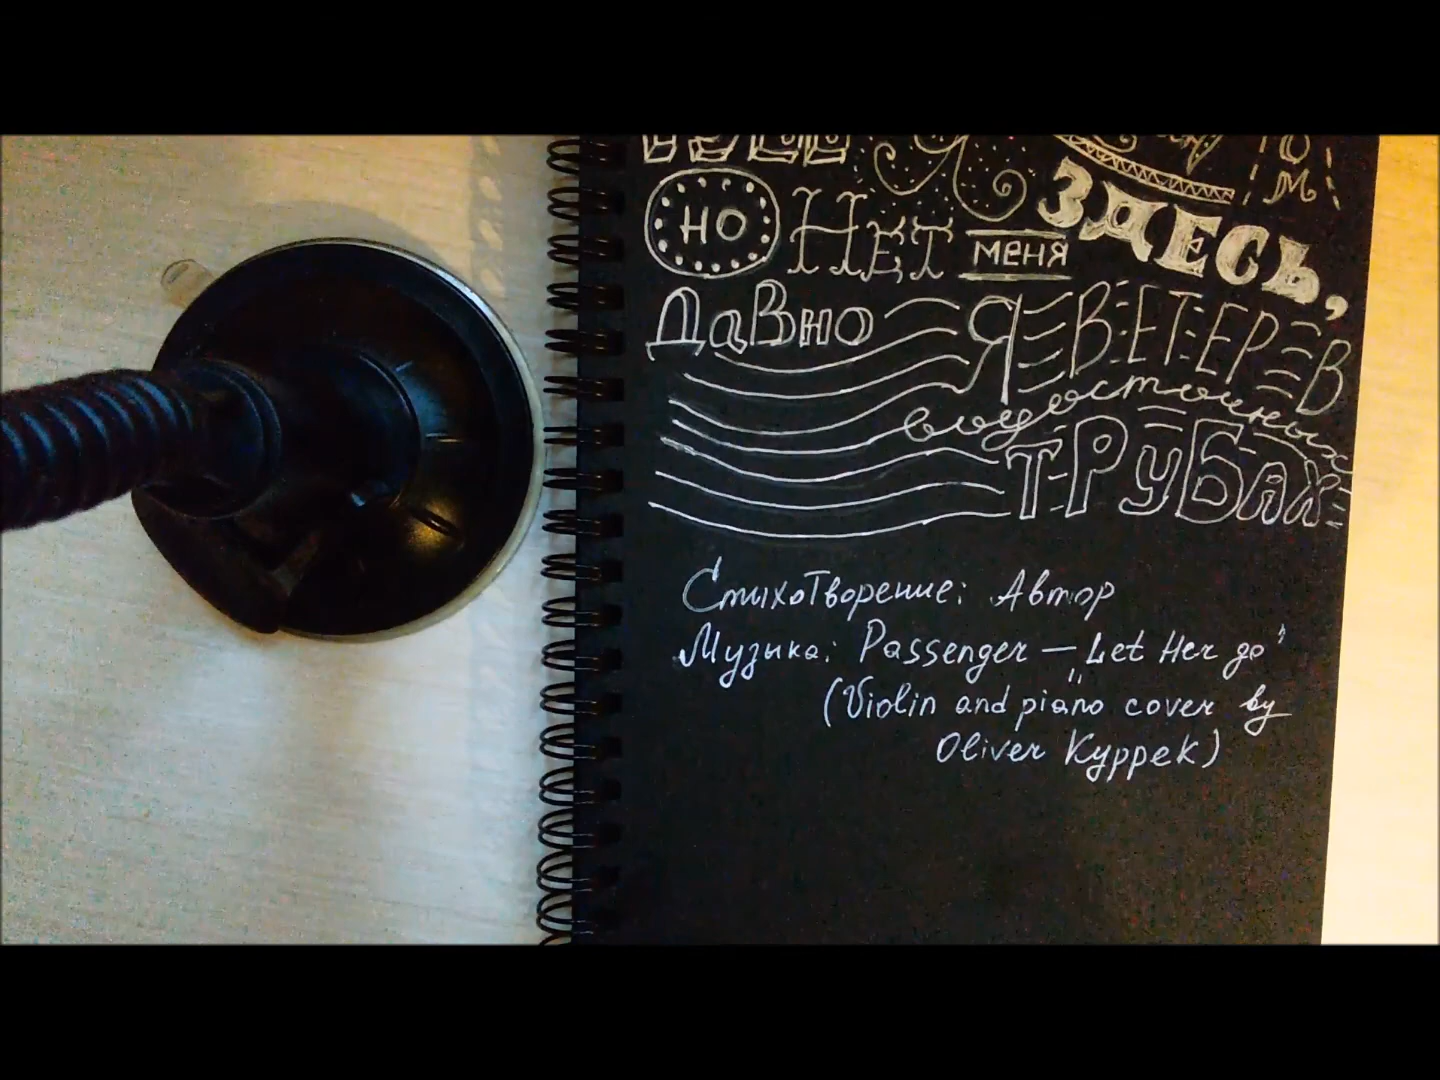 Я
ОМ
ЗДЕСЬ,
НО НЕТ МЕНЯ
ДАВНО Я ВЕТЕР В
водосточных
ТРУБАХ
Стихотворение: Автор
Музыка: Passenger — „Let Her go"
(Violin and piano cover by
Oliver Kyppek)